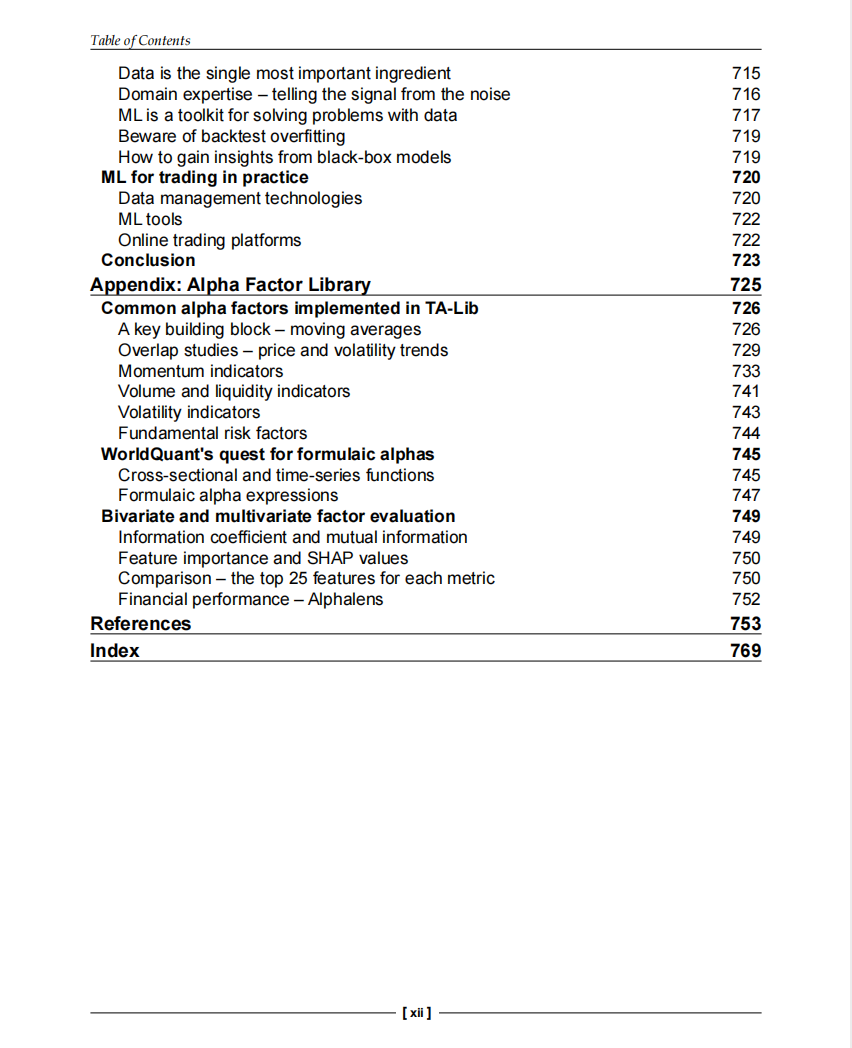 Table of Contents
Data is the single most important ingredient 715
Domain expertise – telling the signal from the noise 716
ML is a toolkit for solving problems with data 717
Beware of backtest overfitting 719
How to gain insights from black-box models 719
ML for trading in practice 720
Data management technologies 720
ML tools 722
Online trading platforms 722
Conclusion 723
Appendix: Alpha Factor Library 725
Common alpha factors implemented in TA-Lib 726
A key building block – moving averages 726
Overlap studies – price and volatility trends 729
Momentum indicators 733
Volume and liquidity indicators 741
Volatility indicators 743
Fundamental risk factors 744
WorldQuant's quest for formulaic alphas 745
Cross-sectional and time-series functions 745
Formulaic alpha expressions 747
Bivariate and multivariate factor evaluation 749
Information coefficient and mutual information 749
Feature importance and SHAP values 750
Comparison – the top 25 features for each metric 750
Financial performance – Alphalens 752
References 753
Index 769
[ xii ]